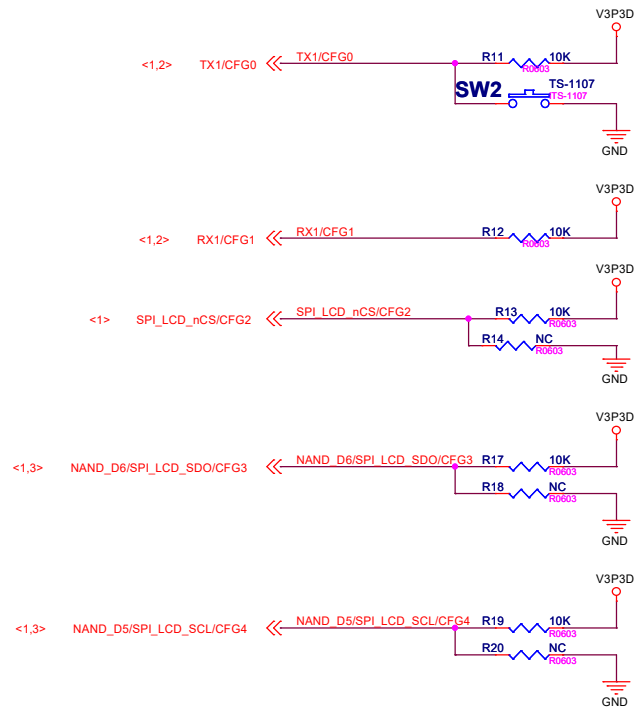 V3P3D
<1,2> TX1/CFG0 TX1/CFG0 R11 10K
R0603
SW2 TS-1107
TS-1107
GND
V3P3D
<1,2> RX1/CFG1 RX1/CFG1 R12 10K
R0603
V3P3D
<1> SPI_LCD_nCS/CFG2 SPI_LCD_nCS/CFG2 R13 10K
R0603
R14 NC
R0603
GND
V3P3D
<1,3> NAND_D6/SPI_LCD_SDO/CFG3 NAND_D6/SPI_LCD_SDO/CFG3 R17 10K
R0603
R18 NC
R0603
GND
V3P3D
<1,3> NAND_D5/SPI_LCD_SCL/CFG4 NAND_D5/SPI_LCD_SCL/CFG4 R19 10K
R0603
R20 NC
R0603
GND